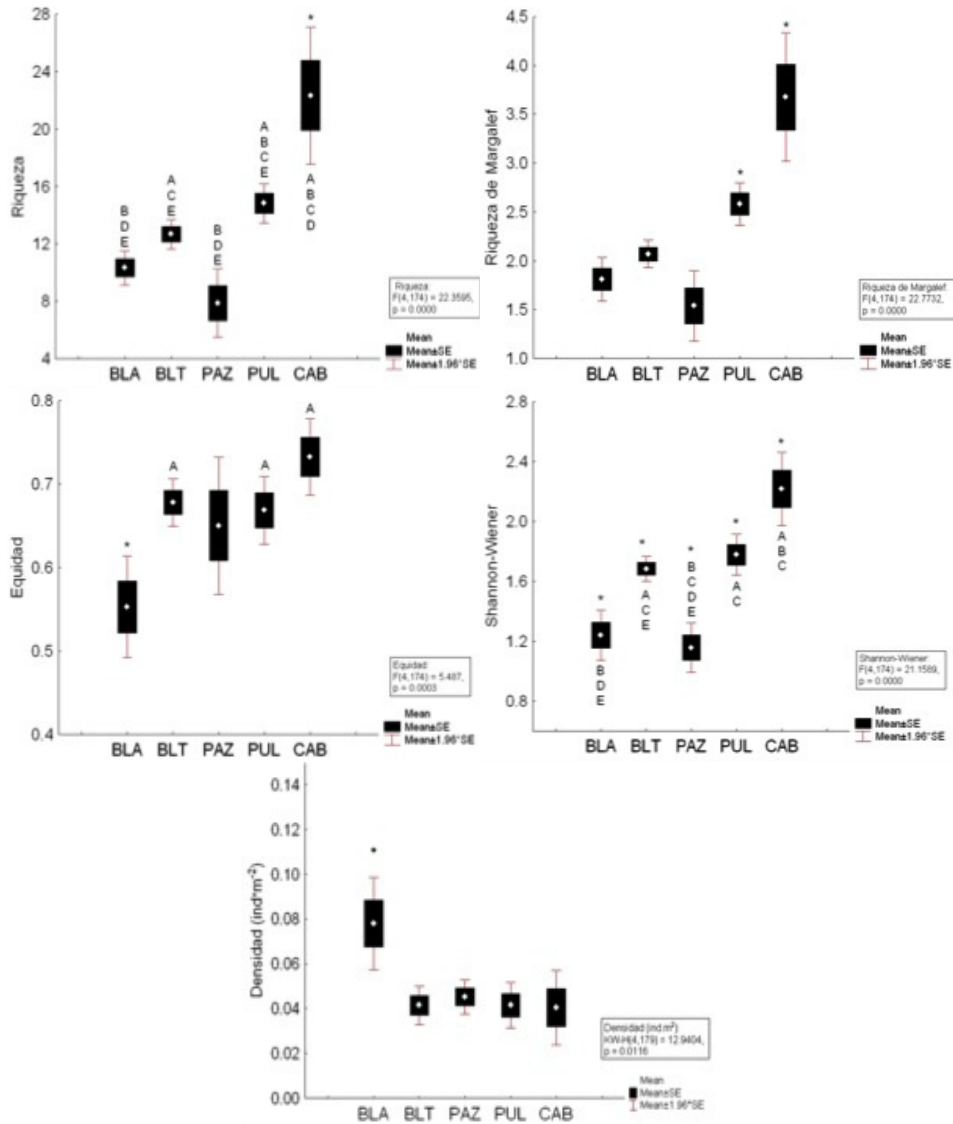 28
24
20
16
12
8
4
Riqueza
B
D
E
A
C
E
B
D
E
A
B
C
E
*
A
B
C
D
Riqueza:
F(4,174) = 22.3595,
p = 0.0000
Mean
Mean±SE
Mean±1.96*SE
BLA BLT PAZ PUL CAB
4.5
4.0
3.5
3.0
2.5
2.0
1.5
1.0
Riqueza de Margalef
*
*
Riqueza de Margalef:
F(4,174) = 22.7732,
p = 0.0000
Mean
Mean±SE
Mean±1.96*SE
BLA BLT PAZ PUL CAB
0.8
0.7
0.6
0.5
0.4
Equidad
*
A
A
A
Equidad:
F(4,174) = 5.487,
p = 0.0003
Mean
Mean±SE
Mean±1.96*SE
BLA BLT PAZ PUL CAB
2.8
2.4
2.0
1.6
1.2
0.8
Shannon-Wiener
*
B
D
E
*
A
C
E
*
B
C
D
E
*
A
C
*
A
B
C
Shannon-Wiener:
F(4,174) = 21.1589,
p = 0.0000
Mean
Mean±SE
Mean±1.96*SE
BLA BLT PAZ PUL CAB
0.14
0.12
0.10
0.08
0.06
0.04
0.02
0.00
Densidad (ind*m⁻²)
*
Densidad (ind.m²)
KW-H(4,179) = 12.9404,
p = 0.0116
Mean
Mean±SE
Mean±1.96*SE
BLA BLT PAZ PUL CAB